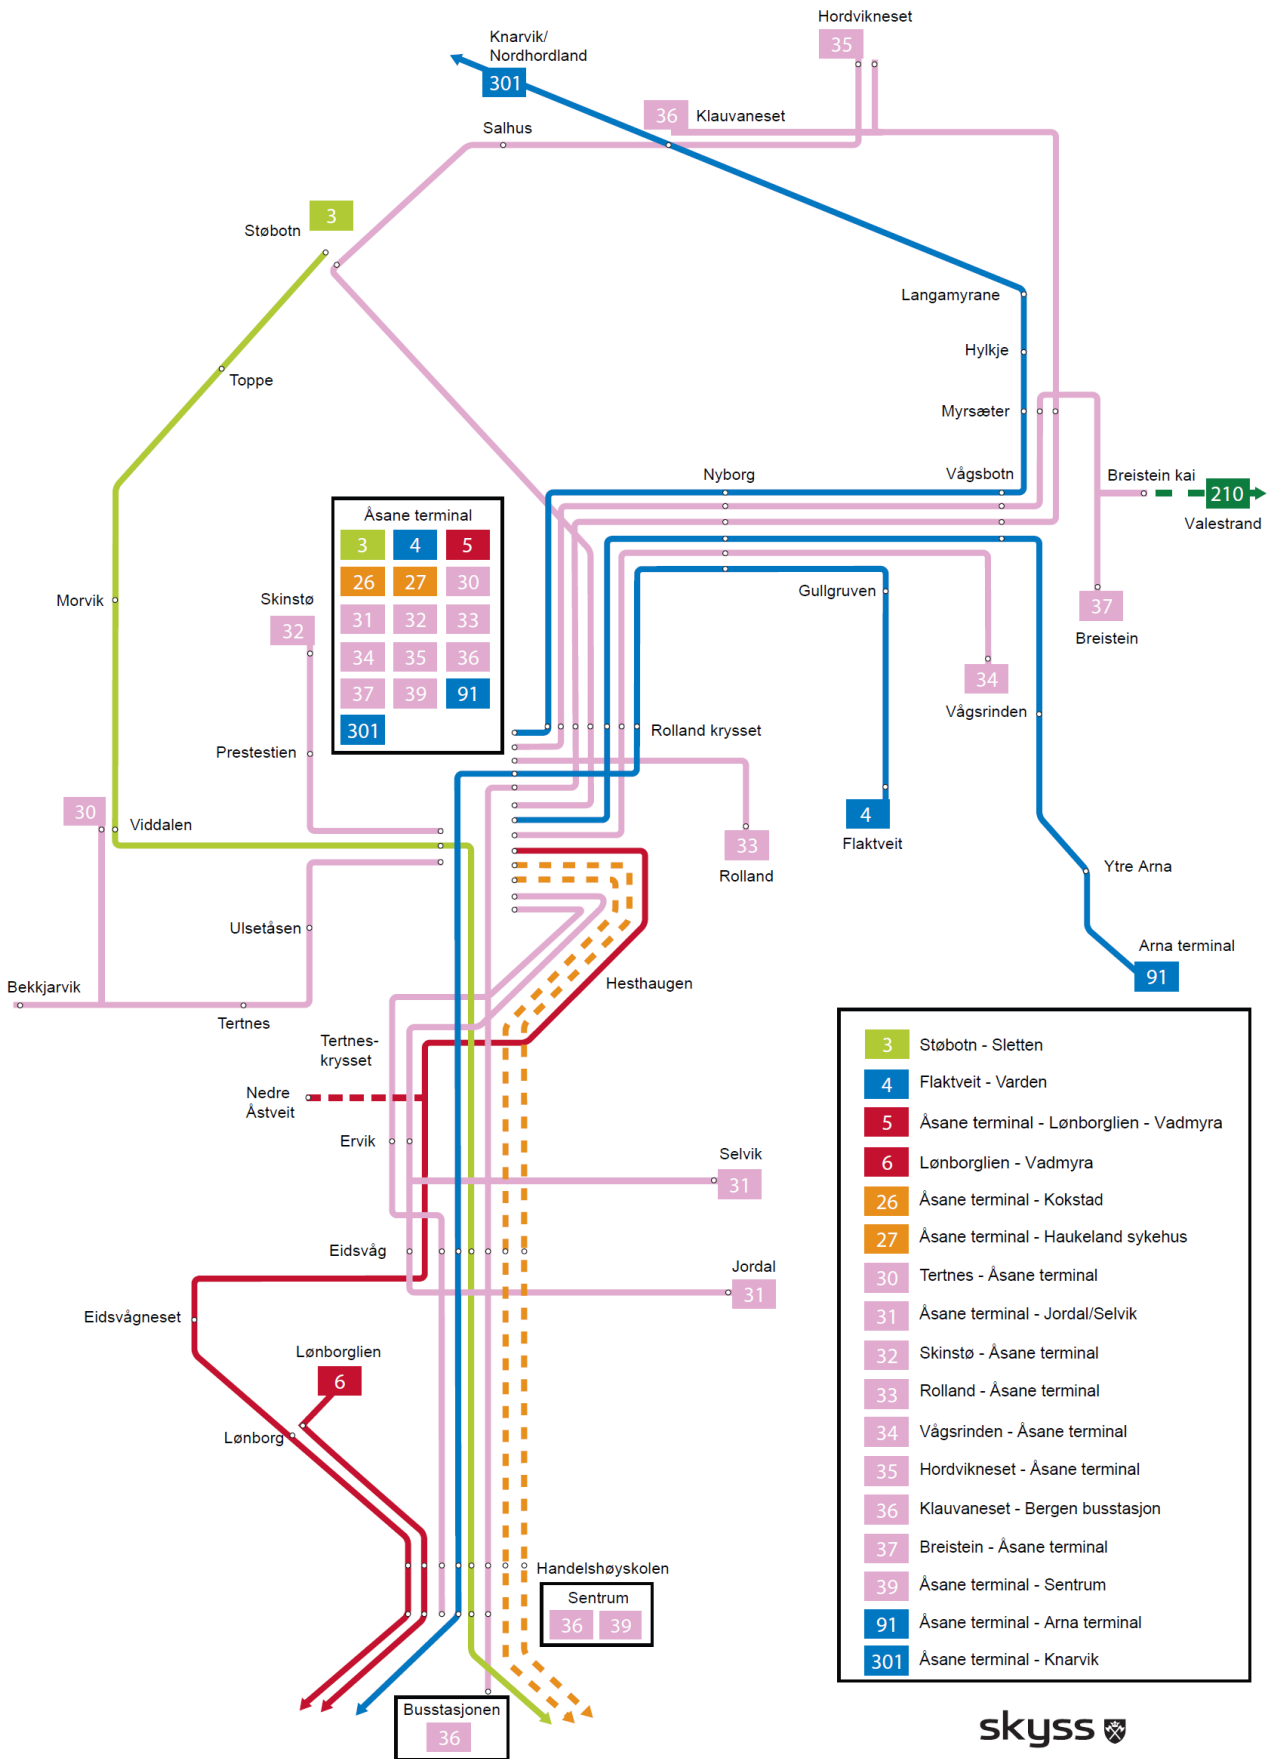 Hordvikneset
35
Knarvik/
Nordhordland
301
36
Klauvaneset
Salhus
3
Støbotn
Langamyrane
Hylkje
Toppe
Myrsæter
Nyborg
Vågsbotn
Breistein kai
210
Valestrand
Åsane terminal
3 4 5
26 27 30
31 32 33
34 35 36
37 39 91
301
Morvik
Skinstø
32
Gullgruven
37
Breistein
34
Vågsrinden
Rolland krysset
Prestestien
30
Viddalen
4
Flaktveit
33
Rolland
Ytre Arna
Ulsetåsen
Arna terminal
91
Hesthaugen
Bekkjarvik
Tertnes
Tertnes-
krysset
Nedre
Åstveit
Ervik
Selvik
31
Eidsvåg
Jordal
31
Eidsvågneset
Lønborglien
6
Lønborg
Handelshøyskolen
Sentrum
36 39
Busstasjonen
36
3 Støbotn - Sletten
4 Flaktveit - Varden
5 Åsane terminal - Lønborglien - Vadmyra
6 Lønborglien - Vadmyra
26 Åsane terminal - Kokstad
27 Åsane terminal - Haukeland sykehus
30 Tertnes - Åsane terminal
31 Åsane terminal - Jordal/Selvik
32 Skinstø - Åsane terminal
33 Rolland - Åsane terminal
34 Vågsrinden - Åsane terminal
35 Hordvikneset - Åsane terminal
36 Klauvaneset - Bergen busstasjon
37 Breistein - Åsane terminal
39 Åsane terminal - Sentrum
91 Åsane terminal - Arna terminal
301 Åsane terminal - Knarvik
skyss